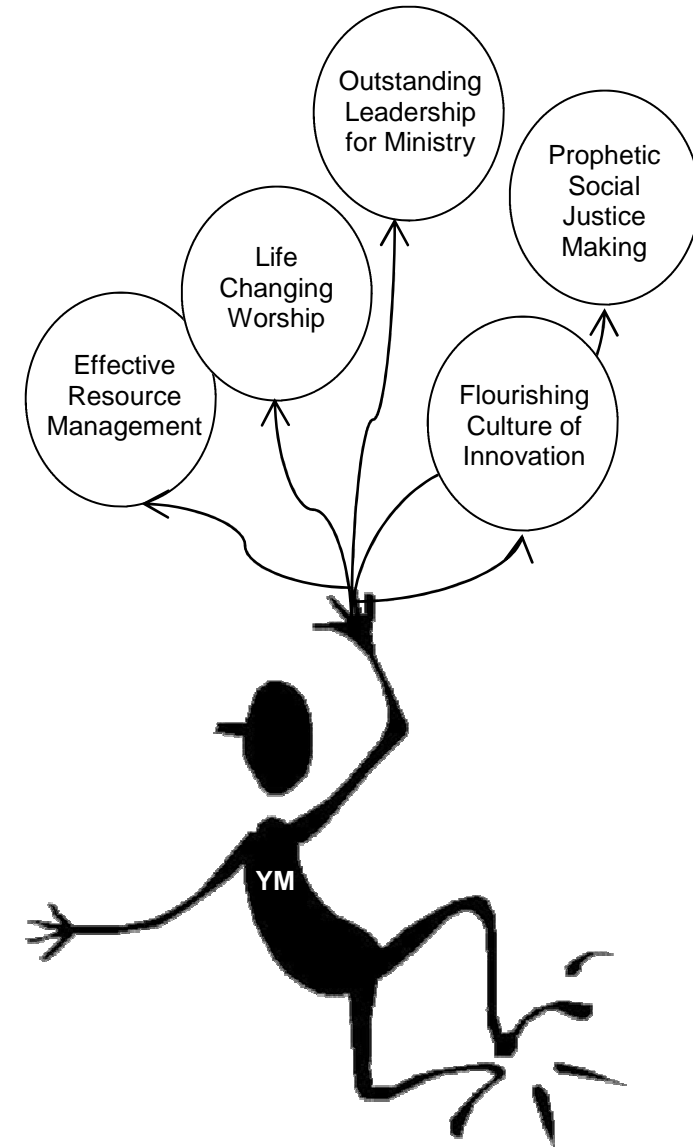 Outstanding
Leadership
for Ministry
Prophetic
Social
Justice
Making
Life
Changing
Worship
Effective
Resource
Management
Flourishing
Culture of
Innovation
YM